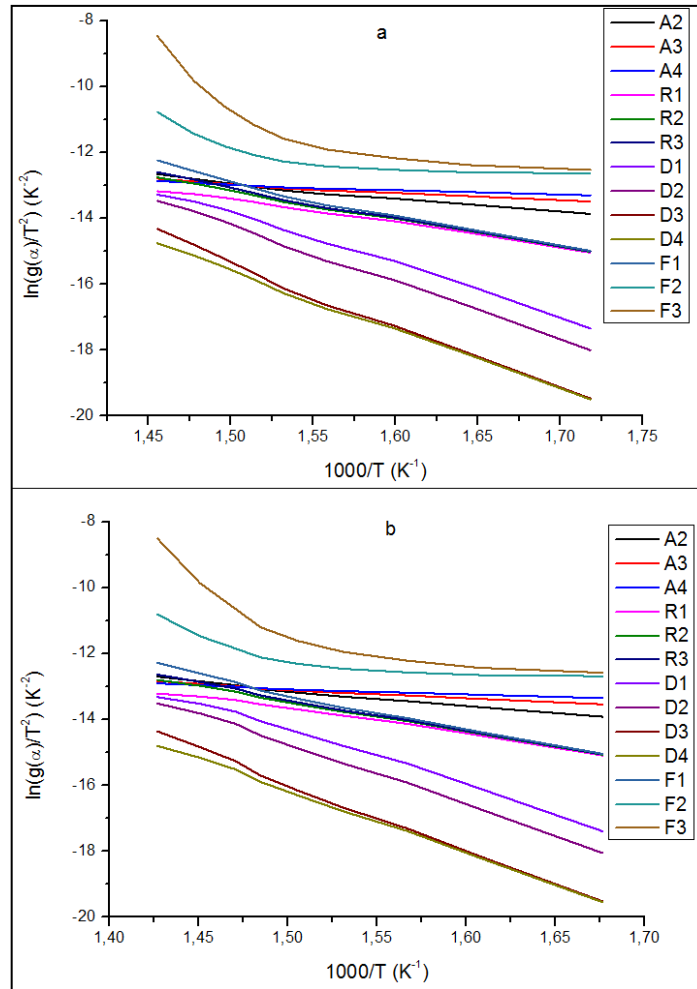 a
-8
-10
-12
-14
-16
-18
-20
ln(g(α)/T²) (K⁻²)
1,45
1,50
1,55
1,60
1,65
1,70
1,75
1000/T (K⁻¹)
A2
A3
A4
R1
R2
R3
D1
D2
D3
D4
F1
F2
F3
b
-8
-10
-12
-14
-16
-18
-20
ln(g(α)/T²) (K⁻²)
1,40
1,45
1,50
1,55
1,60
1,65
1,70
1000/T (K⁻¹)
A2
A3
A4
R1
R2
R3
D1
D2
D3
D4
F1
F2
F3